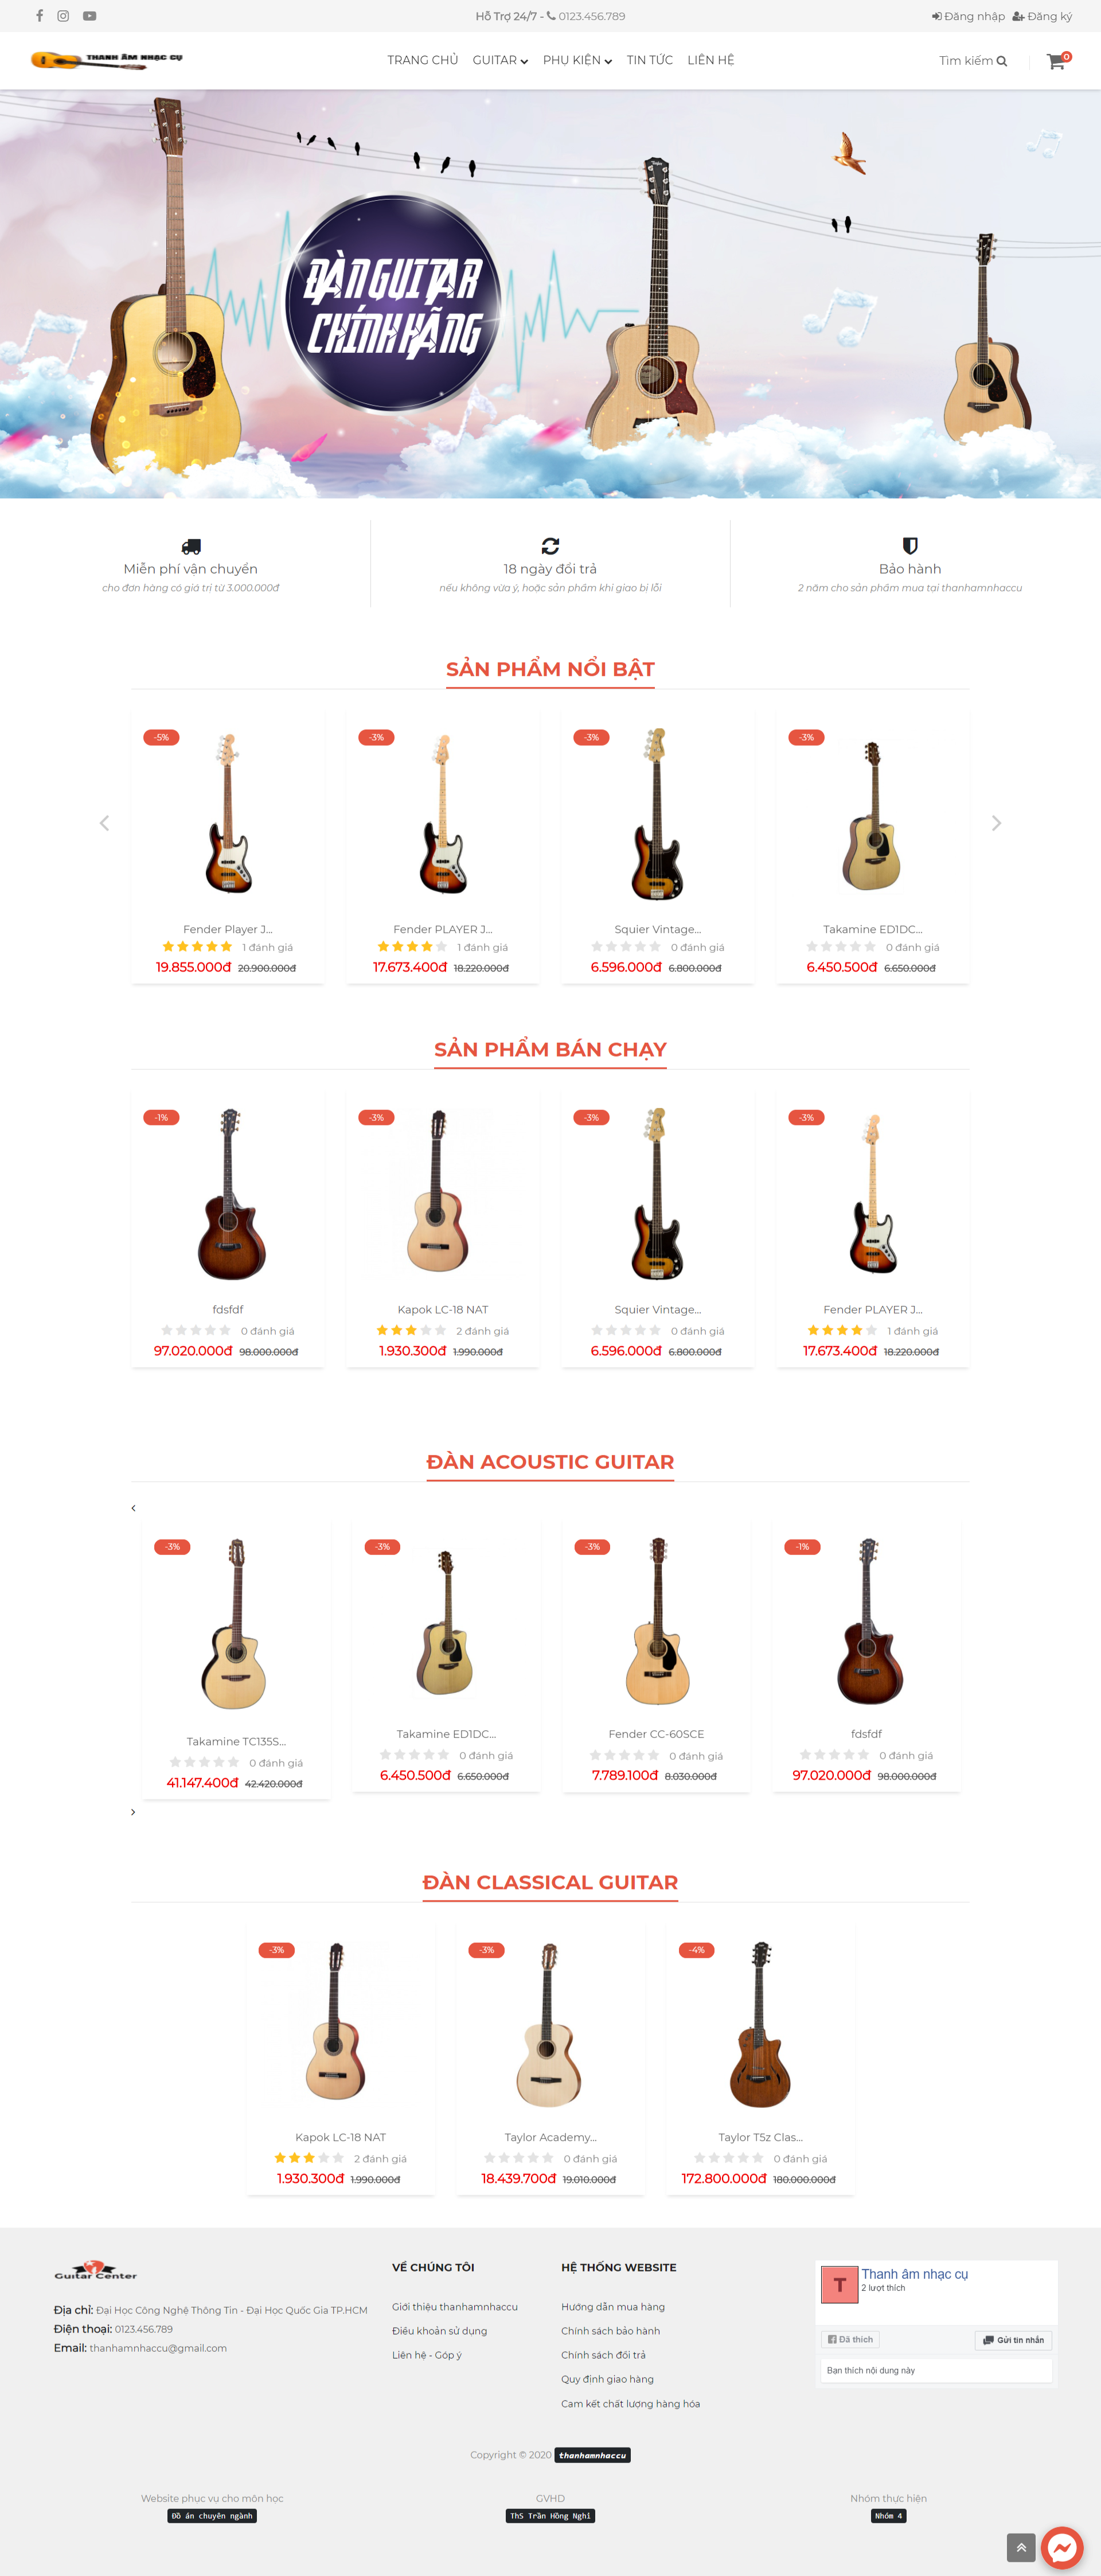 Hỗ Trợ 24/7 - 0123.456.789
Đăng nhập Đăng ký
THANH ÂM NHẠC CỤ
TRANG CHỦ GUITAR PHỤ KIỆN TIN TỨC LIÊN HỆ
Tìm kiếm
0
ĐÀN GUITAR
CHÍNH HÃNG
Miễn phí vận chuyển
cho đơn hàng có giá trị từ 3.000.000đ
18 ngày đổi trả
nếu không vừa ý, hoặc sản phẩm khi giao bị lỗi
Bảo hành
2 năm cho sản phẩm mua tại thanhamnhaccu
SẢN PHẨM NỔI BẬT
-5%
Fender Player J...
1 đánh giá
19.855.000đ 20.900.000đ
-3%
Fender PLAYER J...
1 đánh giá
17.673.400đ 18.220.000đ
-3%
Squier Vintage...
0 đánh giá
6.596.000đ 6.800.000đ
-3%
Takamine ED1DC...
0 đánh giá
6.450.500đ 6.650.000đ
SẢN PHẨM BÁN CHẠY
-1%
fdsfdf
0 đánh giá
97.020.000đ 98.000.000đ
-3%
Kapok LC-18 NAT
2 đánh giá
1.930.300đ 1.990.000đ
-3%
Squier Vintage...
0 đánh giá
6.596.000đ 6.800.000đ
-3%
Fender PLAYER J...
1 đánh giá
17.673.400đ 18.220.000đ
ĐÀN ACOUSTIC GUITAR
-3%
Takamine TC135S...
0 đánh giá
41.147.400đ 42.420.000đ
-3%
Takamine ED1DC...
0 đánh giá
6.450.500đ 6.650.000đ
-3%
Fender CC-60SCE
0 đánh giá
7.789.100đ 8.030.000đ
-1%
fdsfdf
0 đánh giá
97.020.000đ 98.000.000đ
ĐÀN CLASSICAL GUITAR
-3%
Kapok LC-18 NAT
2 đánh giá
1.930.300đ 1.990.000đ
-3%
Taylor Academy...
0 đánh giá
18.439.700đ 19.010.000đ
-4%
Taylor T5z Clas...
0 đánh giá
172.800.000đ 180.000.000đ
Guitar Center
Địa chỉ: Đại Học Công Nghệ Thông Tin - Đại Học Quốc Gia TP.HCM
Điện thoại: 0123.456.789
Email: thanhamnhaccu@gmail.com
VỀ CHÚNG TÔI
Giới thiệu thanhamnhaccu
Điều khoản sử dụng
Liên hệ - Góp ý
HỆ THỐNG WEBSITE
Hướng dẫn mua hàng
Chính sách bảo hành
Chính sách đổi trả
Quy định giao hàng
Cam kết chất lượng hàng hóa
T
Thanh âm nhạc cụ
2 lượt thích
Đã thích
Gửi tin nhắn
Bạn thích nội dung này
Copyright © 2020 thanhamnhaccu
Website phục vụ cho môn học
Đồ án chuyên ngành
GVHD
ThS Trần Hồng Nghi
Nhóm thực hiện
Nhóm 4